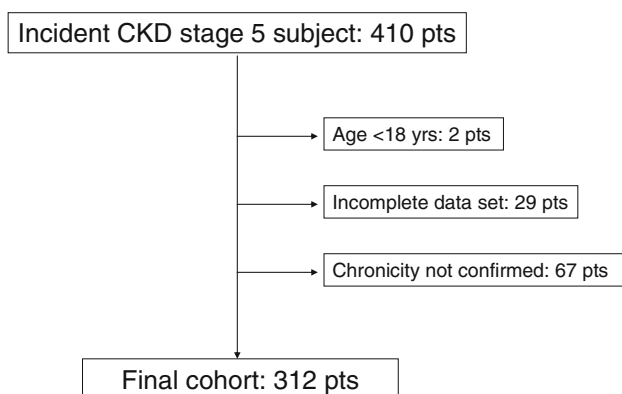 Incident CKD stage 5 subject: 410 pts
Age <18 yrs: 2 pts
Incomplete data set: 29 pts
Chronicity not confirmed: 67 pts
Final cohort: 312 pts